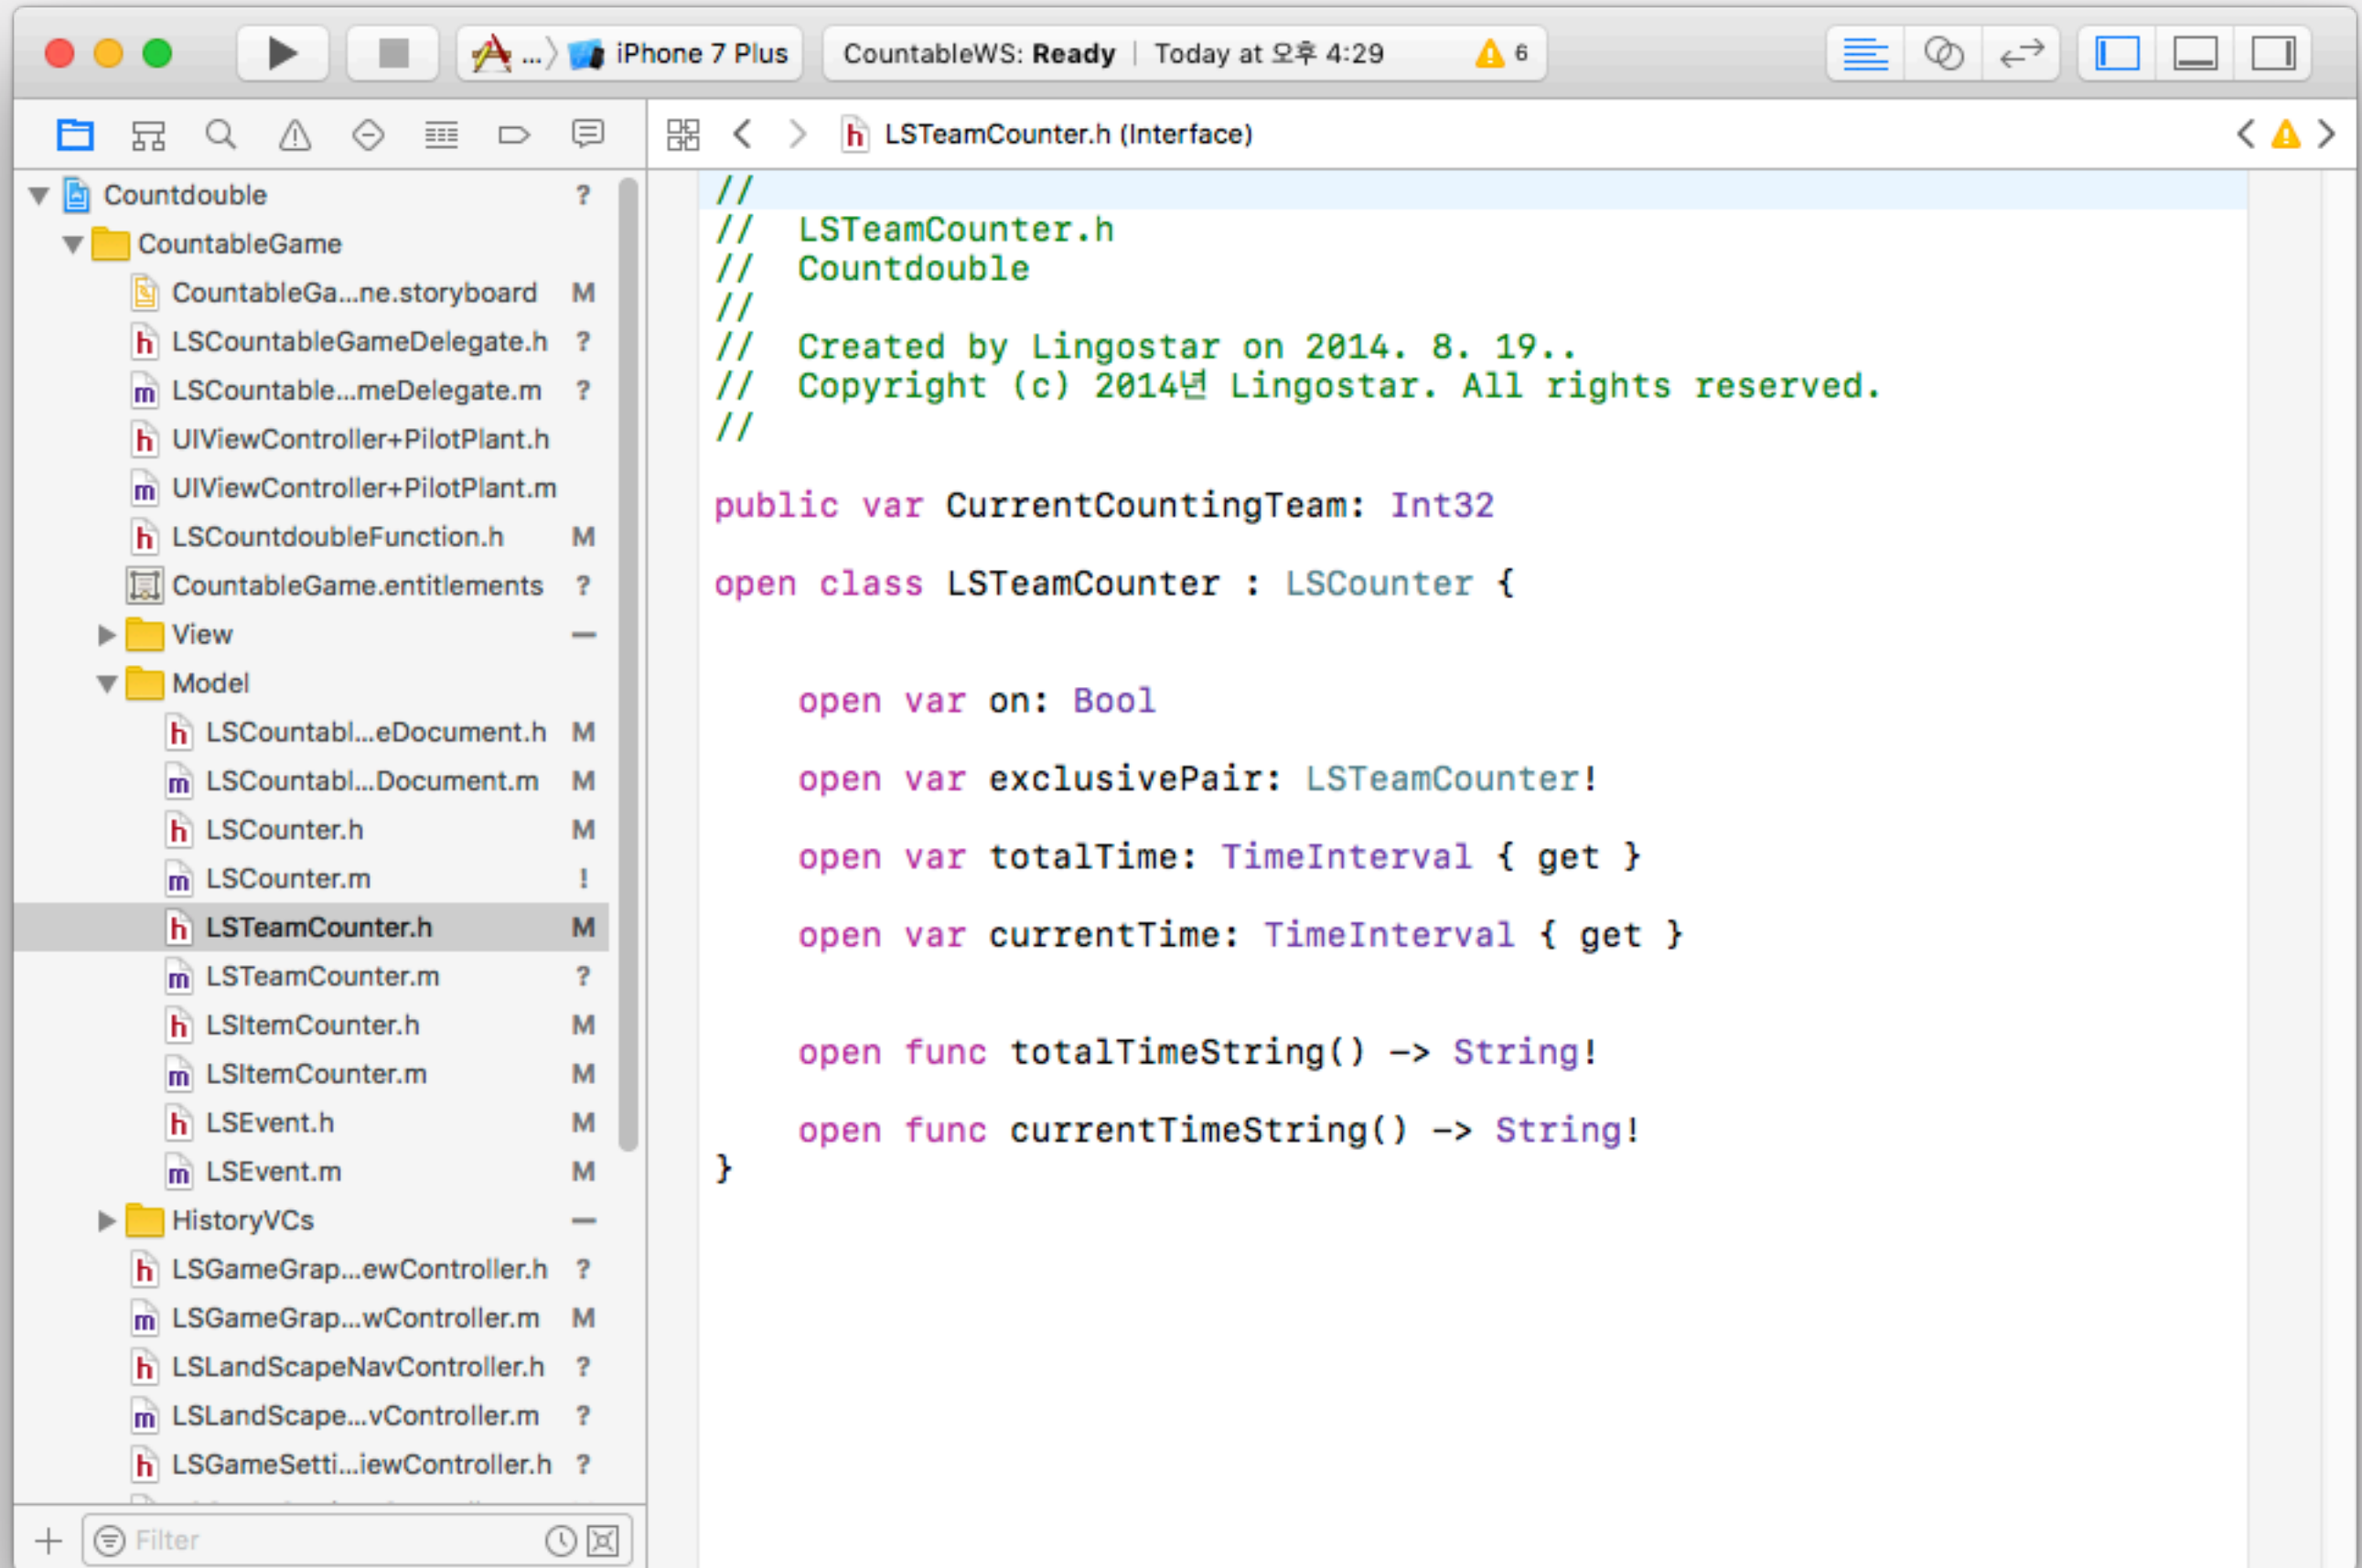 ... iPhone 7 Plus
CountableWS: Ready | Today at 오후 4:29 6
LSTeamCounter.h (Interface)
Countdouble ?
CountableGame
CountableGa...ne.storyboard M
LSCountableGameDelegate.h ?
LSCountable...meDelegate.m ?
UIViewController+PilotPlant.h
UIViewController+PilotPlant.m
LSCountdoubleFunction.h M
CountableGame.entitlements ?
View
Model
LSCountabl...eDocument.h M
LSCountabl...Document.m M
LSCounter.h M
LSCounter.m !
LSTeamCounter.h M
LSTeamCounter.m ?
LSItemCounter.h M
LSItemCounter.m M
LSEvent.h M
LSEvent.m M
HistoryVCs
LSGameGrap...ewController.h ?
LSGameGrap...wController.m M
LSLandScapeNavController.h ?
LSLandScape...vController.m ?
LSGameSetti...iewController.h ?
Filter
//
// LSTeamCounter.h
// Countdouble
//
// Created by Lingostar on 2014. 8. 19..
// Copyright (c) 2014년 Lingostar. All rights reserved.
//
public var CurrentCountingTeam: Int32
open class LSTeamCounter : LSCounter {
open var on: Bool
open var exclusivePair: LSTeamCounter!
open var totalTime: TimeInterval { get }
open var currentTime: TimeInterval { get }
open func totalTimeString() -> String!
open func currentTimeString() -> String!
}